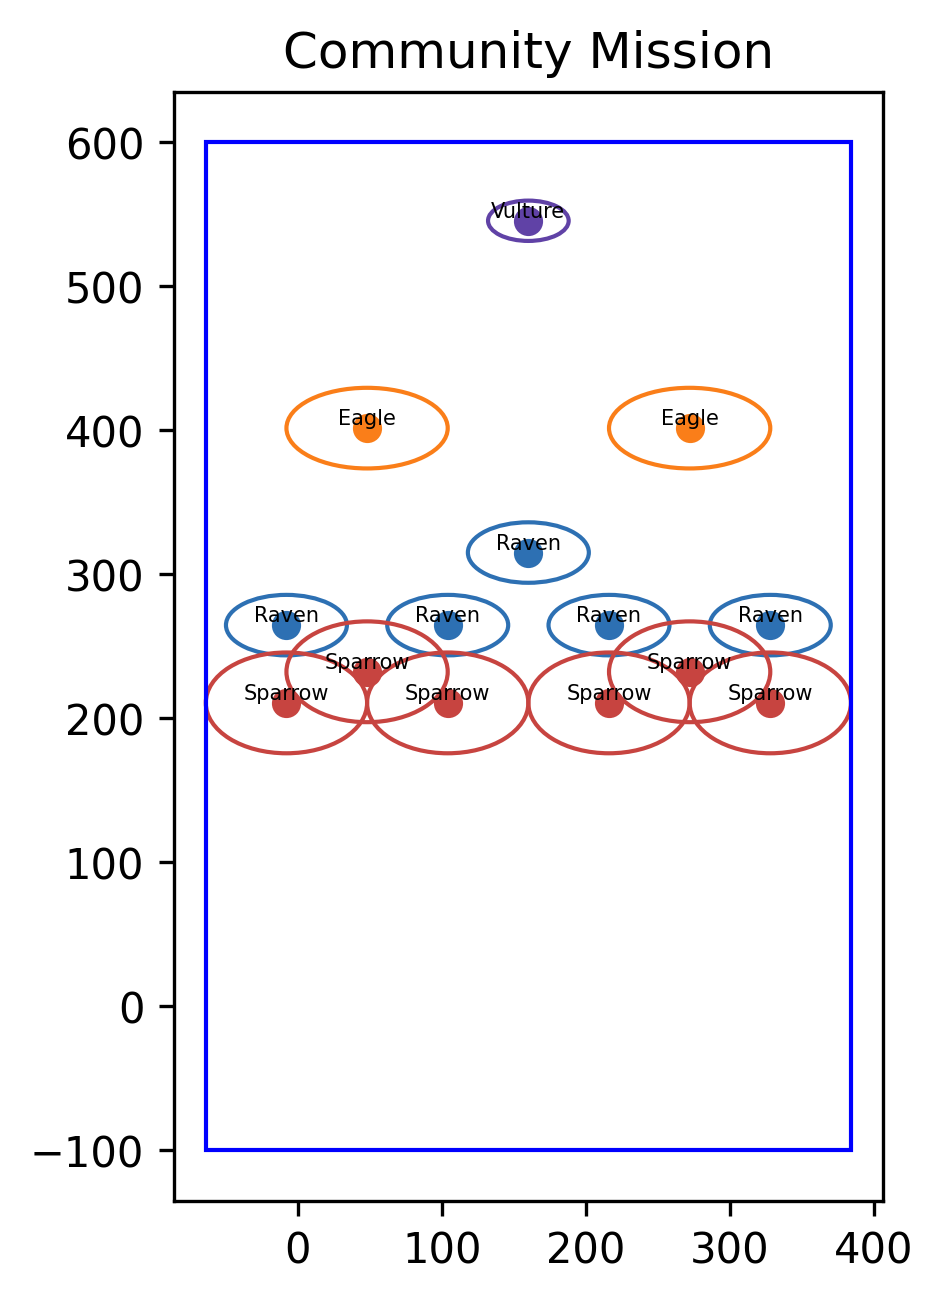 Community Mission
600
Vulture
500
Eagle Eagle
400
Raven
300
Raven Raven Raven Raven
Sparrow Sparrow
Sparrow Sparrow Sparrow Sparrow
200
100
0
−100
0 100 200 300 400